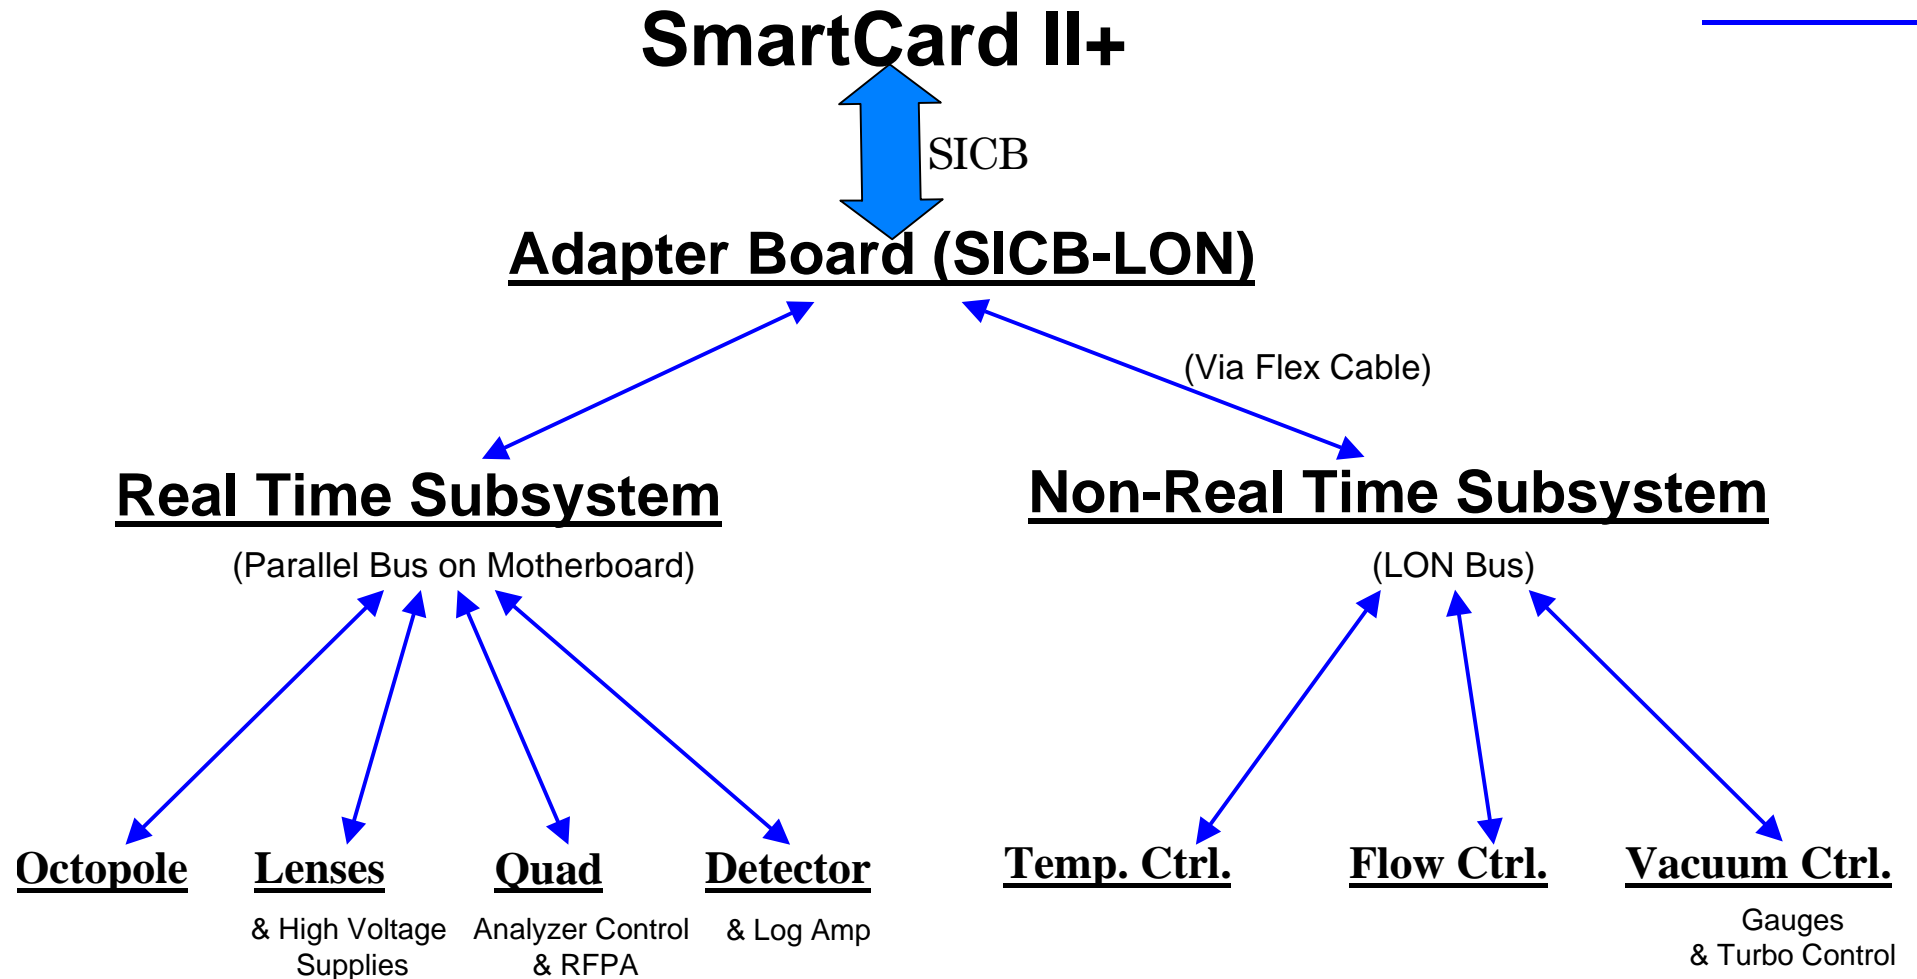 SmartCard II+
SICB
Adapter Board (SICB-LON)
(Via Flex Cable)
Real Time Subsystem
(Parallel Bus on Motherboard)
Non-Real Time Subsystem
(LON Bus)
Octopole
Lenses
& High Voltage
Supplies
Quad
Analyzer Control
& RFPA
Detector
& Log Amp
Temp. Ctrl.
Flow Ctrl.
Vacuum Ctrl.
Gauges
& Turbo Control